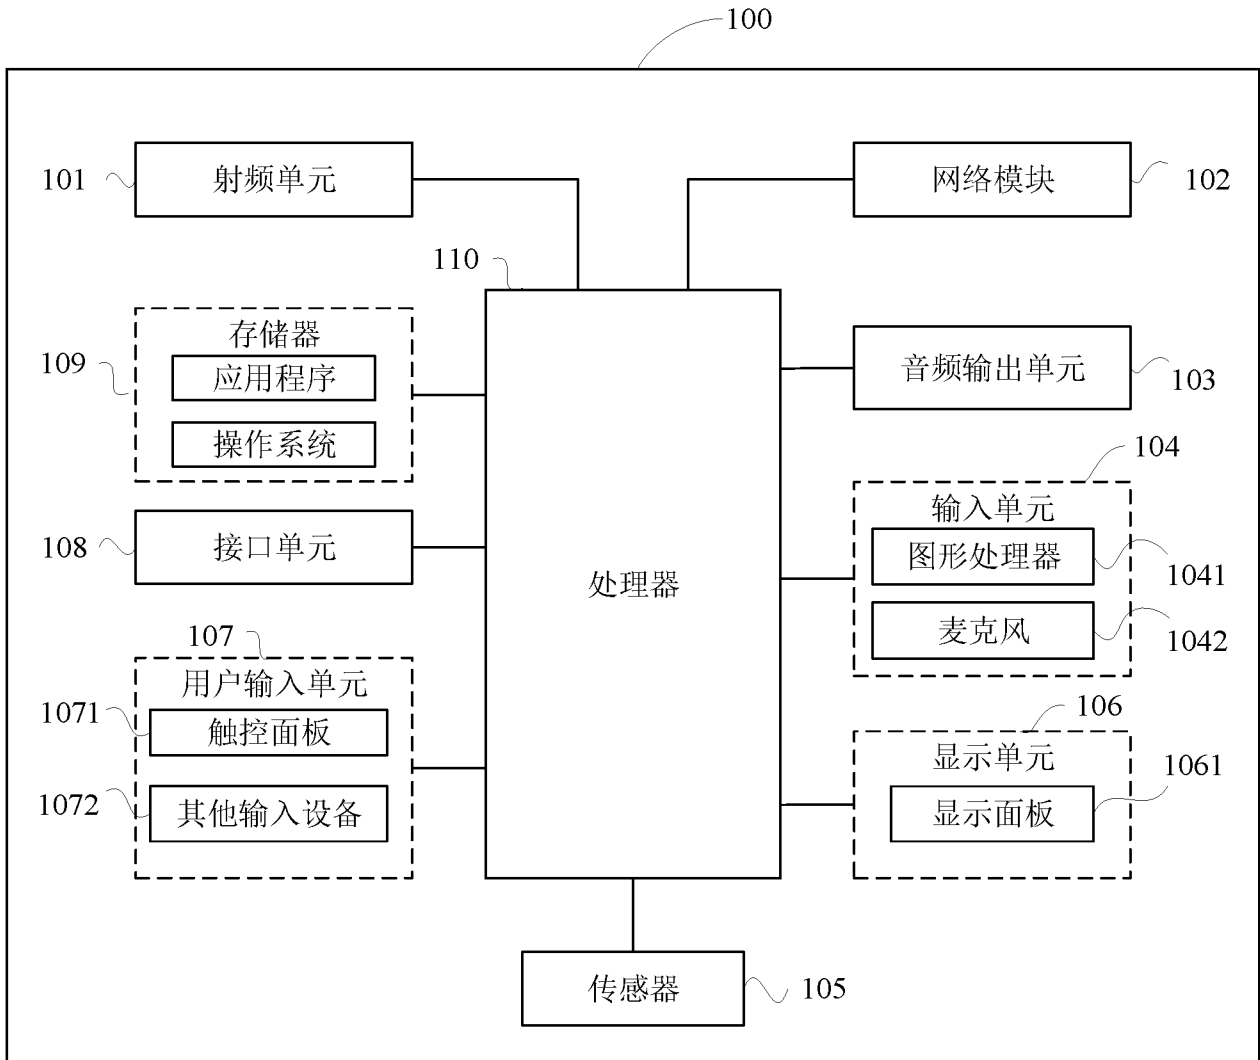 100
101
射频单元
网络模块
102
110
109
存储器
应用程序
操作系统
音频输出单元
103
104
输入单元
图形处理器
1041
麦克风
1042
108
接口单元
处理器
107
用户输入单元
1071
触控面板
1072
其他输入设备
106
显示单元
1061
显示面板
传感器
105